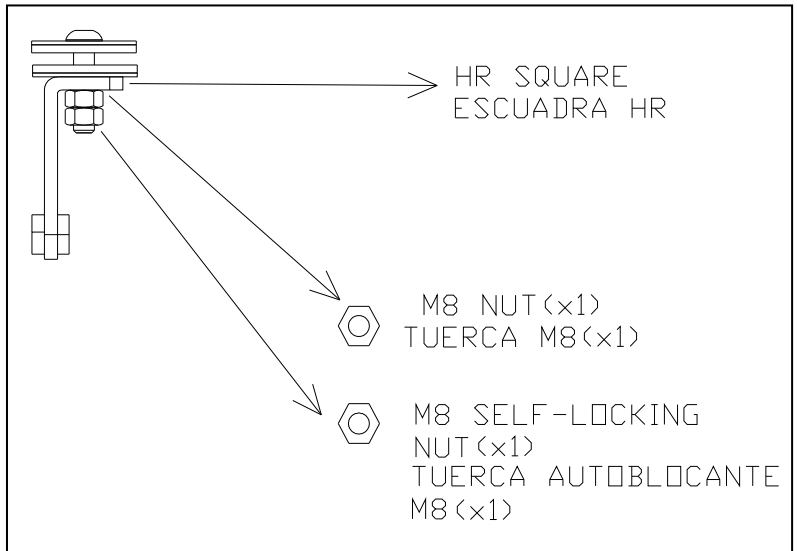 HR SQUARE
ESCUADRA HR
M8 NUT(x1)
TUERCA M8(x1)
M8 SELF-LOCKING
NUT(x1)
TUERCA AUTOBLOCANTE
M8(x1)